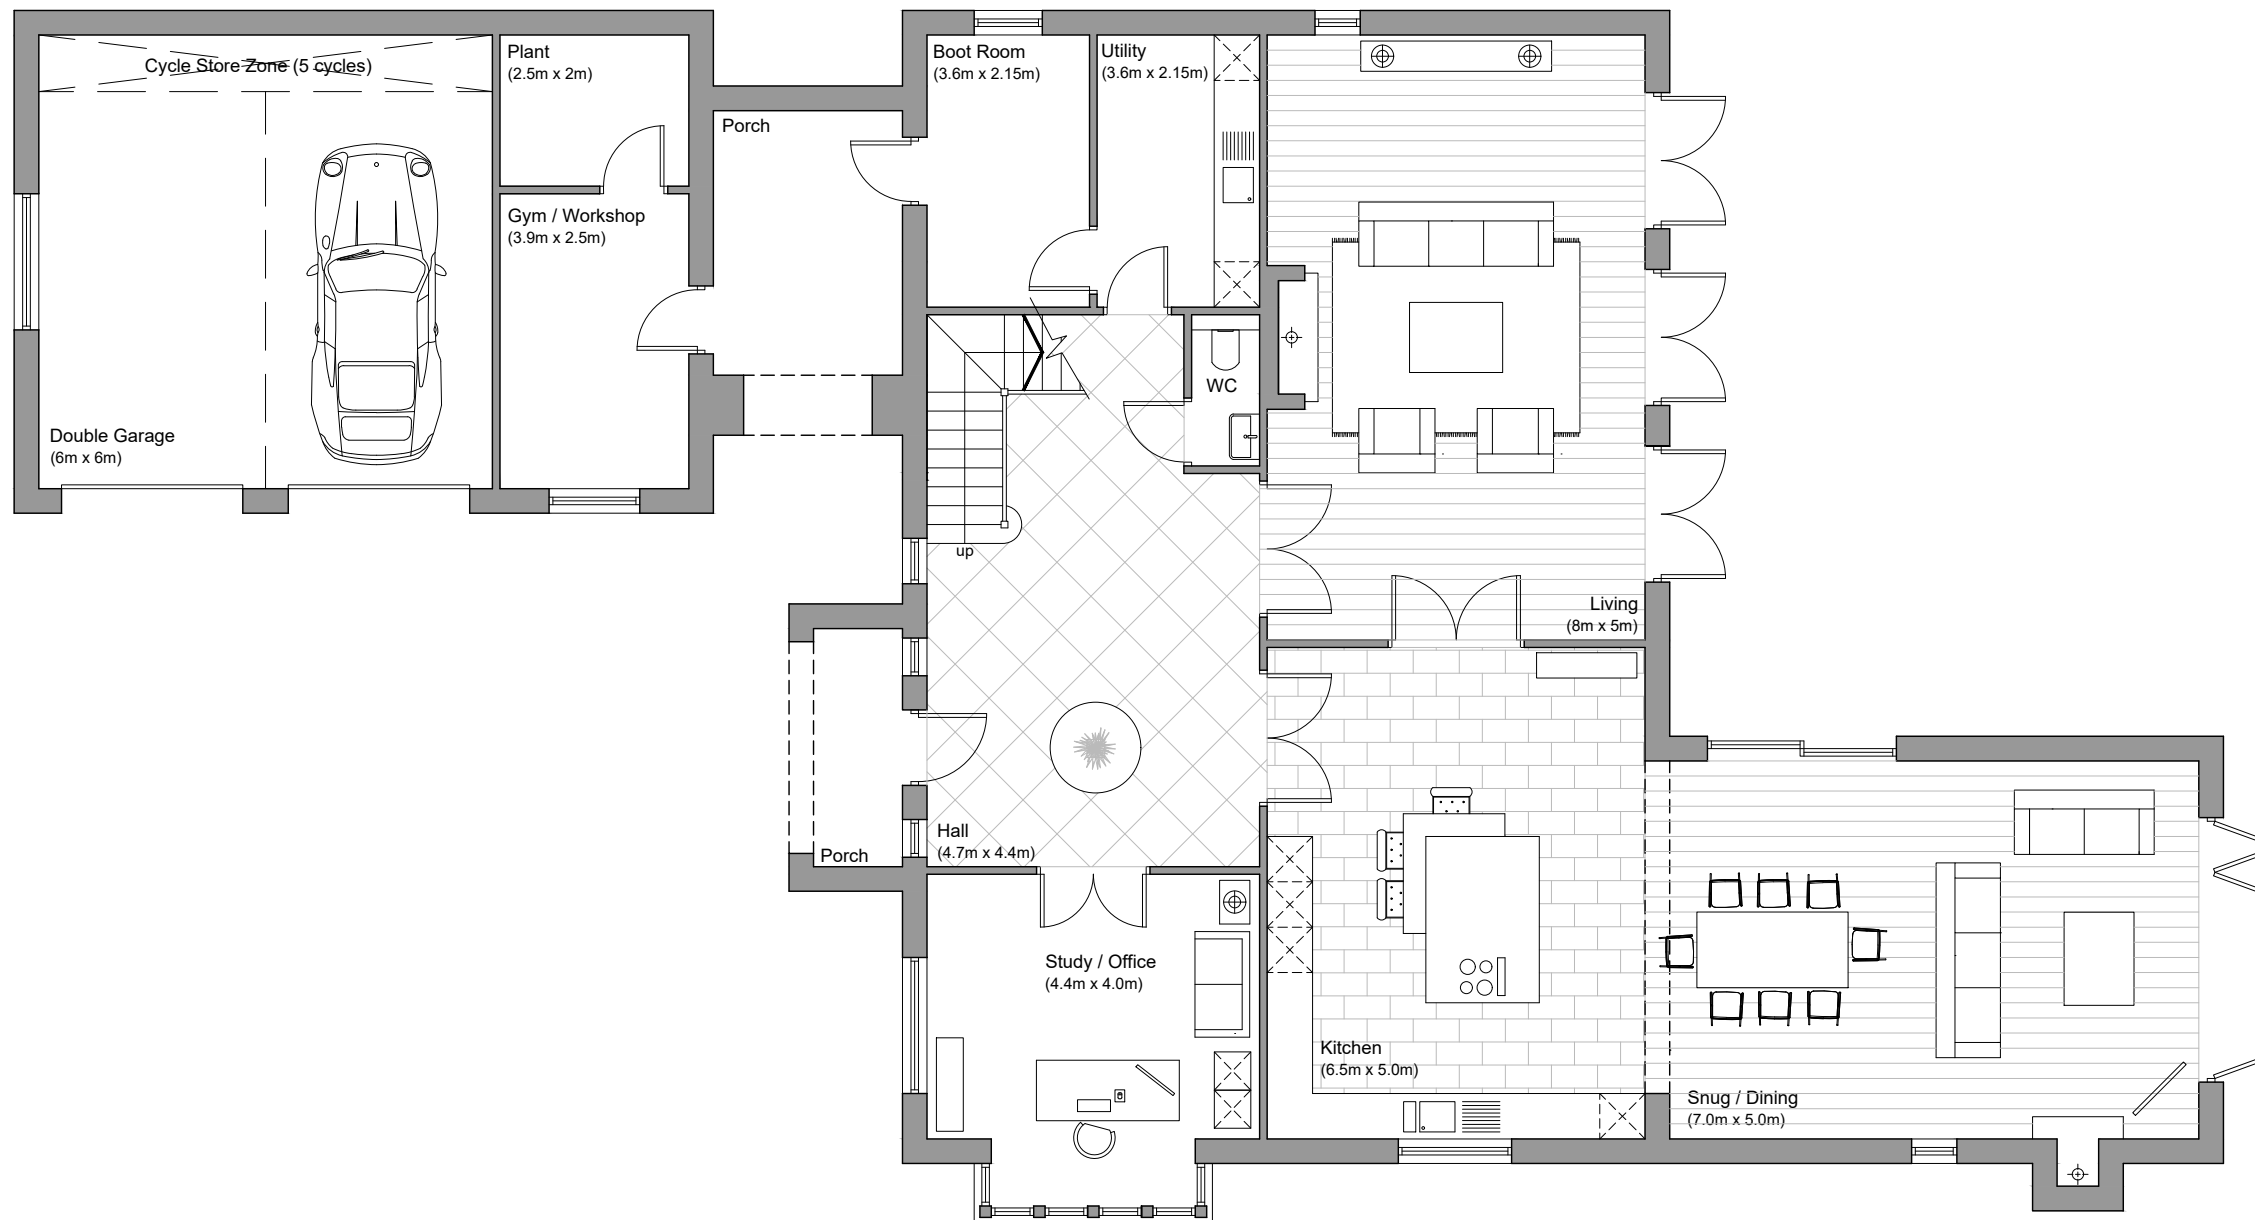 Cycle Store Zone (5 cycles)
Plant
(2.5m x 2m)
Boot Room
(3.6m x 2.15m)
Utility
(3.6m x 2.15m)
Porch
Gym / Workshop
(3.9m x 2.5m)
WC
Double Garage
(6m x 6m)
up
Living
(8m x 5m)
Hall
(4.7m x 4.4m)
Porch
Study / Office
(4.4m x 4.0m)
Kitchen
(6.5m x 5.0m)
Snug / Dining
(7.0m x 5.0m)